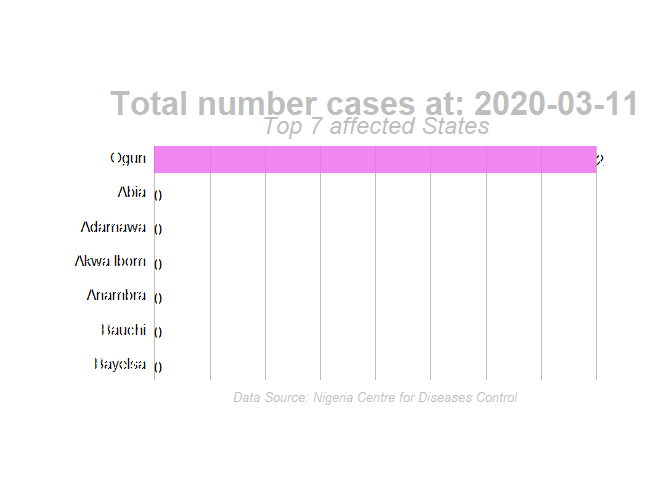 Total number cases at: 2020-03-11
Top 7 affected States
Ogun 2
Abia 0
Adamawa 0
Akwa Ibom 0
Anambra 0
Bauchi 0
Bayelsa 0
Data Source: Nigeria Centre for Diseases Control